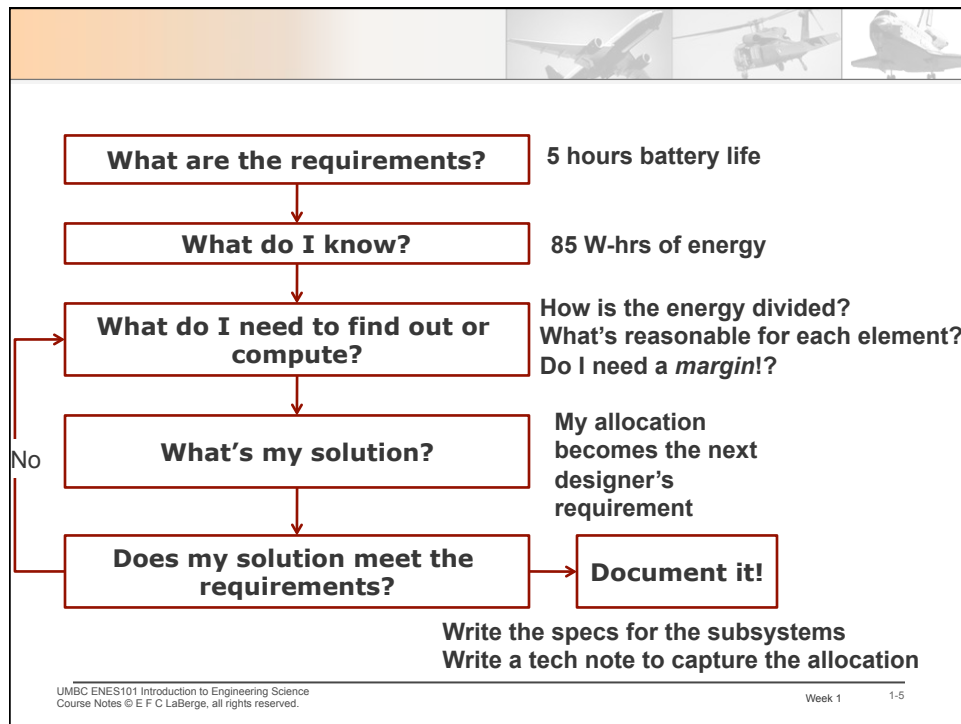 What are the requirements?
5 hours battery life
What do I know?
85 W-hrs of energy
What do I need to find out or
compute?
How is the energy divided?
What's reasonable for each element?
Do I need a margin!?
What's my solution?
My allocation
becomes the next
designer's
requirement
No
Does my solution meet the
requirements?
Document it!
Write the specs for the subsystems
Write a tech note to capture the allocation
UMBC ENES101 Introduction to Engineering Science
Course Notes © E F C LaBerge, all rights reserved.
Week 1
1-5